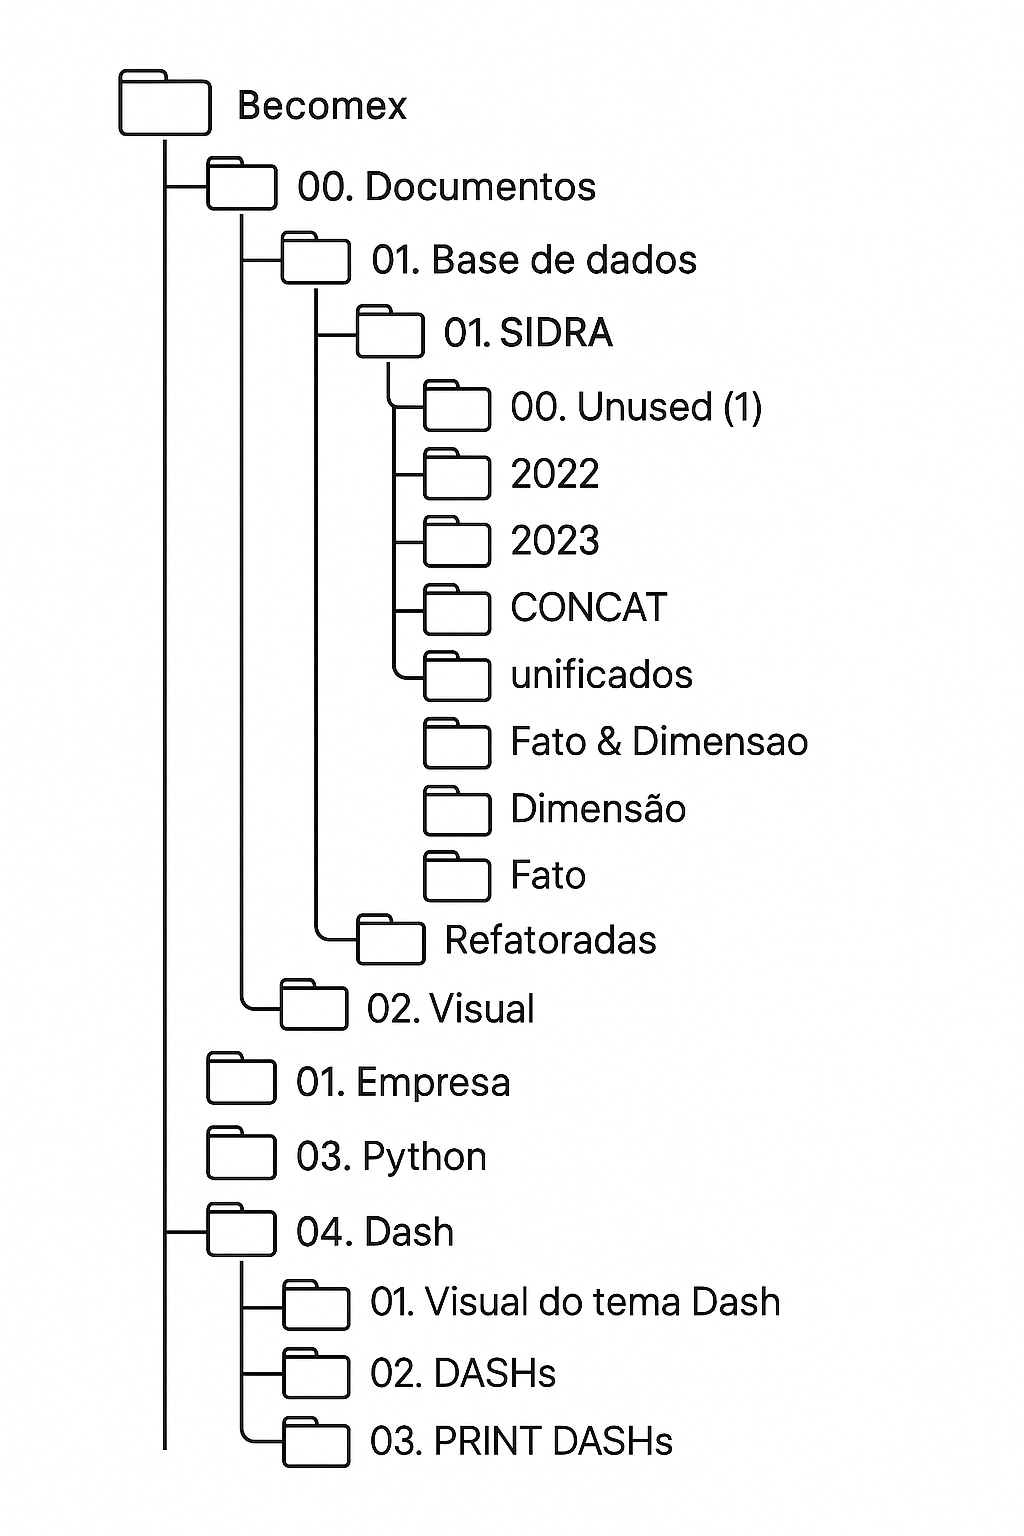 Becomex
00. Documentos
01. Base de dados
01. SIDRA
00. Unused (1)
2022
2023
CONCAT
unificados
Fato & Dimensao
Dimensão
Fato
Refatoradas
02. Visual
01. Empresa
03. Python
04. Dash
01. Visual do tema Dash
02. DASHs
03. PRINT DASHs